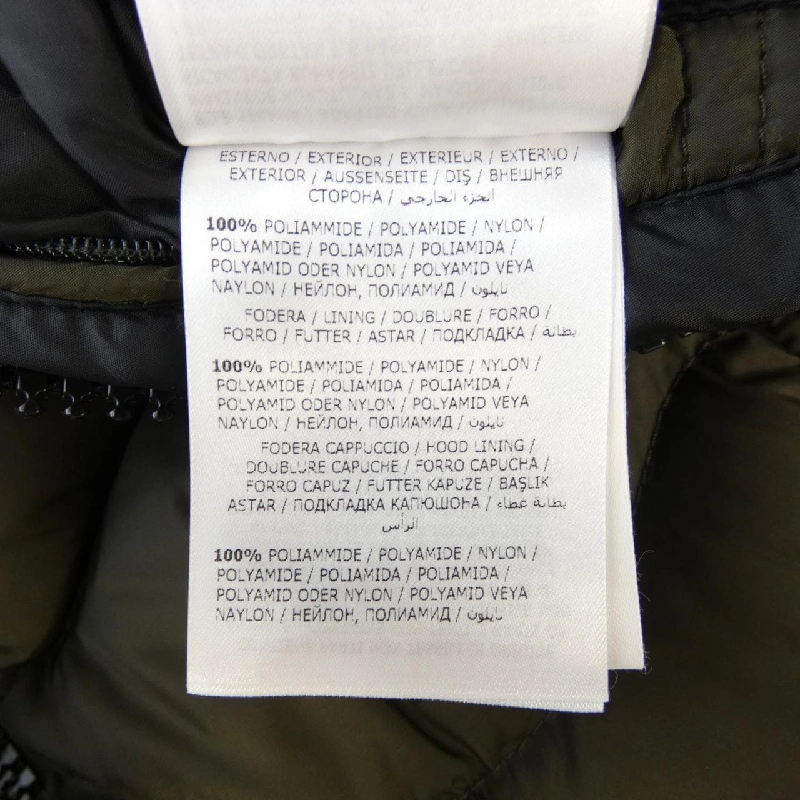 ESTERNO / EXTERIOR / EXTERIEUR / EXTERNO /
EXTERIOR / AUSSENSEITE / DIŞ / ВНЕШНЯЯ
СТОРОНА / الجزء الخارجي
100% POLIAMMIDE / POLYAMIDE / NYLON /
POLYAMIDE / POLIAMIDA / POLIAMIDA /
POLYAMID ODER NYLON / POLYAMID VEYA
NAYLON / НЕЙЛОН, ПОЛИАМИД / نايلون
FODERA / LINING / DOUBLURE / FORRO /
FORRO / FUTTER / ASTAR / ПОДКЛАДКА / بطانة
100% POLIAMMIDE / POLYAMIDE / NYLON /
POLYAMIDE / POLIAMIDA / POLIAMIDA /
POLYAMID ODER NYLON / POLYAMID VEYA
NAYLON / НЕЙЛОН, ПОЛИАМИД / نايلون
FODERA CAPPUCCIO / HOOD LINING /
DOUBLURE CAPUCHE / FORRO CAPUCHA /
FORRO CAPUZ / FUTTER KAPUZE / BAŞLIK
ASTAR / ПОДКЛАДКА КАПЮШОНА / بطانة غطاء
الرأس
100% POLIAMMIDE / POLYAMIDE / NYLON /
POLYAMIDE / POLIAMIDA / POLIAMIDA /
POLYAMID ODER NYLON / POLYAMID VEYA
NAYLON / НЕЙЛОН, ПОЛИАМИД / نايلون